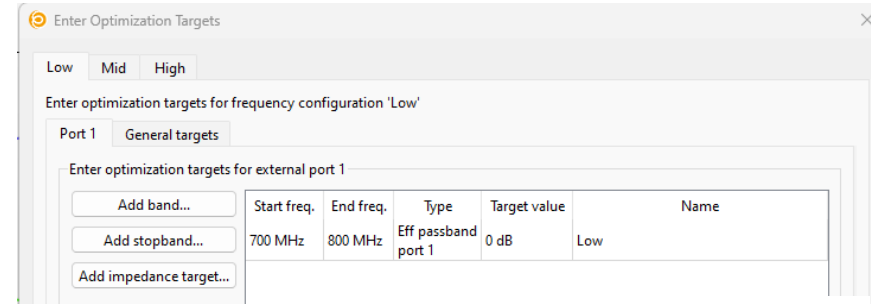 Enter Optimization Targets
Low Mid High
Enter optimization targets for frequency configuration 'Low'
Port 1 General targets
Enter optimization targets for external port 1
Add band...
Start freq. End freq. Type Target value Name
Add stopband...
700 MHz 800 MHz Eff passband port 1 0 dB Low
Add impedance target...